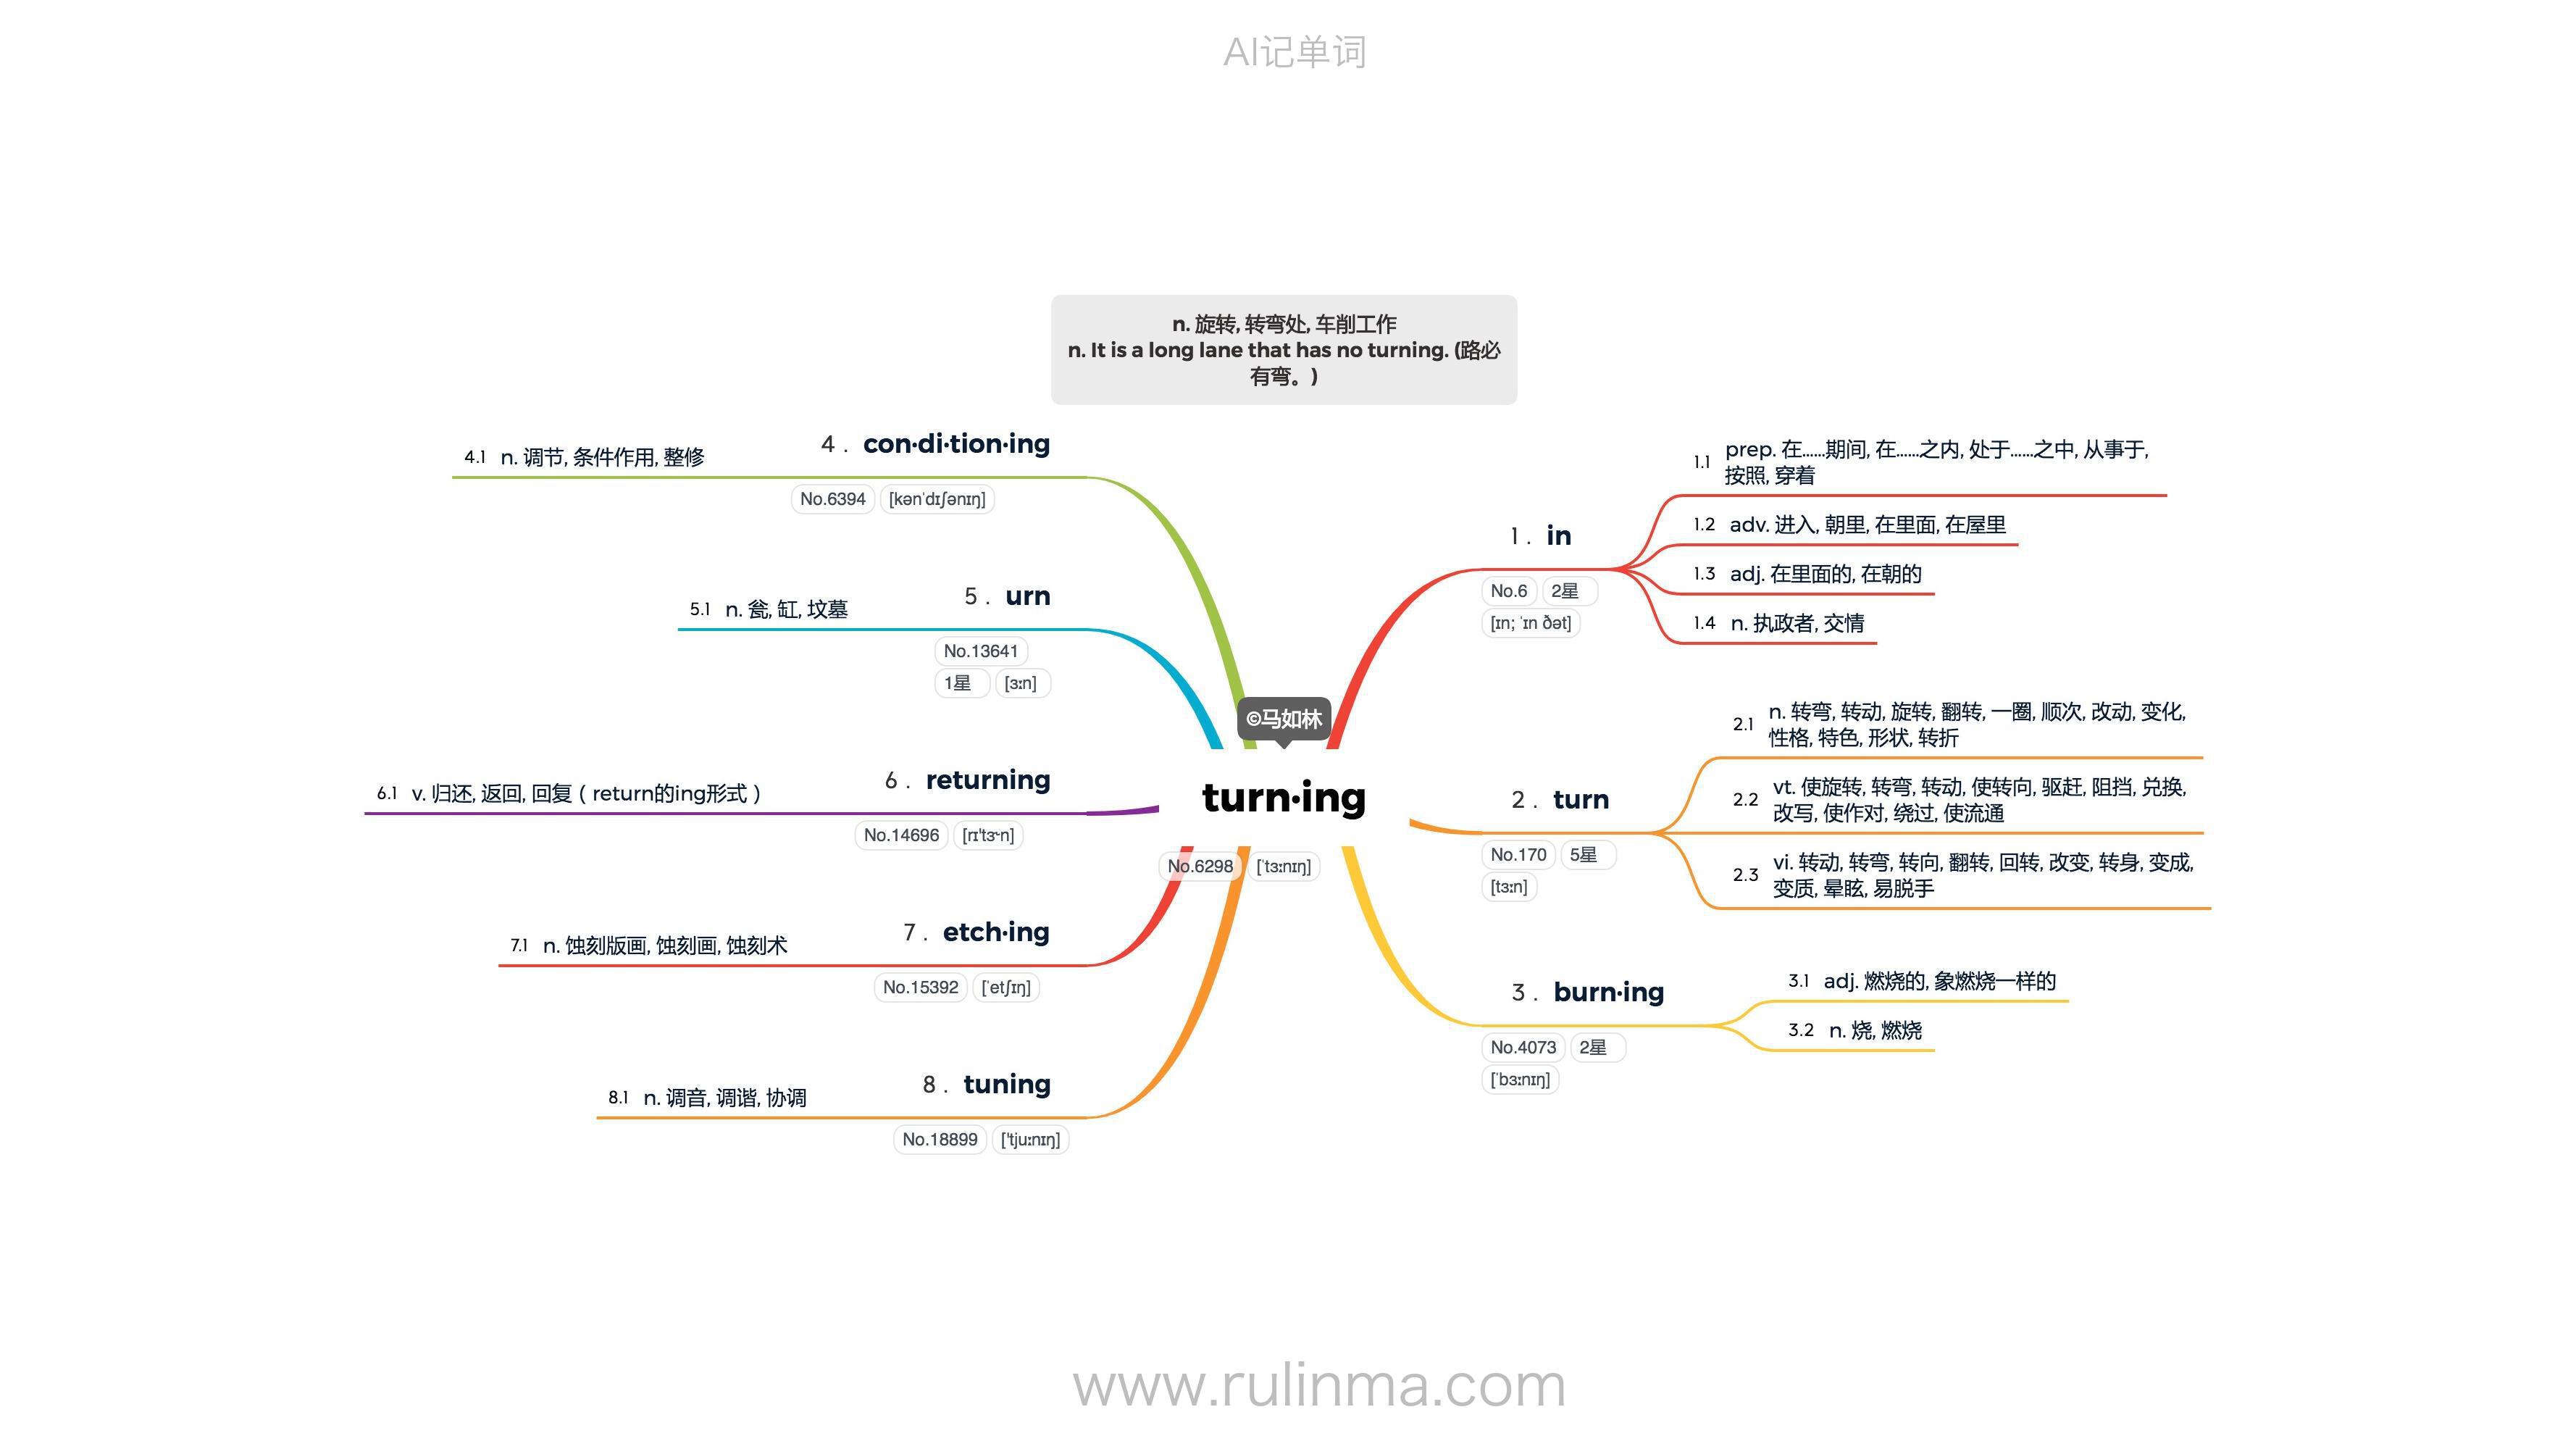 AI记单词
n. 旋转, 转弯处, 车削工作
n. It is a long lane that has no turning. (路必
有弯。)
©马如林
turn·ing
No.6298 [ˈtɜːnɪŋ]
1 . in
No.6 2星
[ɪn; ˈɪn ðət]
1.1 prep. 在……期间, 在……之内, 处于……之中, 从事于,
按照, 穿着
1.2 adv. 进入, 朝里, 在里面, 在屋里
1.3 adj. 在里面的, 在朝的
1.4 n. 执政者, 交情
2 . turn
No.170 5星
[tɜːn]
2.1 n. 转弯, 转动, 旋转, 翻转, 一圈, 顺次, 改动, 变化,
性格, 特色, 形状, 转折
2.2 vt. 使旋转, 转弯, 转动, 使转向, 驱赶, 阻挡, 兑换,
改写, 使作对, 绕过, 使流通
2.3 vi. 转动, 转弯, 转向, 翻转, 回转, 改变, 转身, 变成,
变质, 晕眩, 易脱手
3 . burn·ing
No.4073 2星
[ˈbɜːnɪŋ]
3.1 adj. 燃烧的, 象燃烧一样的
3.2 n. 烧, 燃烧
4 . con·di·tion·ing
No.6394 [kənˈdɪʃənɪŋ]
4.1 n. 调节, 条件作用, 整修
5 . urn
No.13641
1星 [ɜːn]
5.1 n. 瓮, 缸, 坟墓
6 . returning
No.14696 [rɪ'tɝn]
6.1 v. 归还, 返回, 回复（return的ing形式）
7 . etch·ing
No.15392 [ˈetʃɪŋ]
7.1 n. 蚀刻版画, 蚀刻画, 蚀刻术
8 . tuning
No.18899 ['tjuːnɪŋ]
8.1 n. 调音, 调谐, 协调
www.rulinma.com